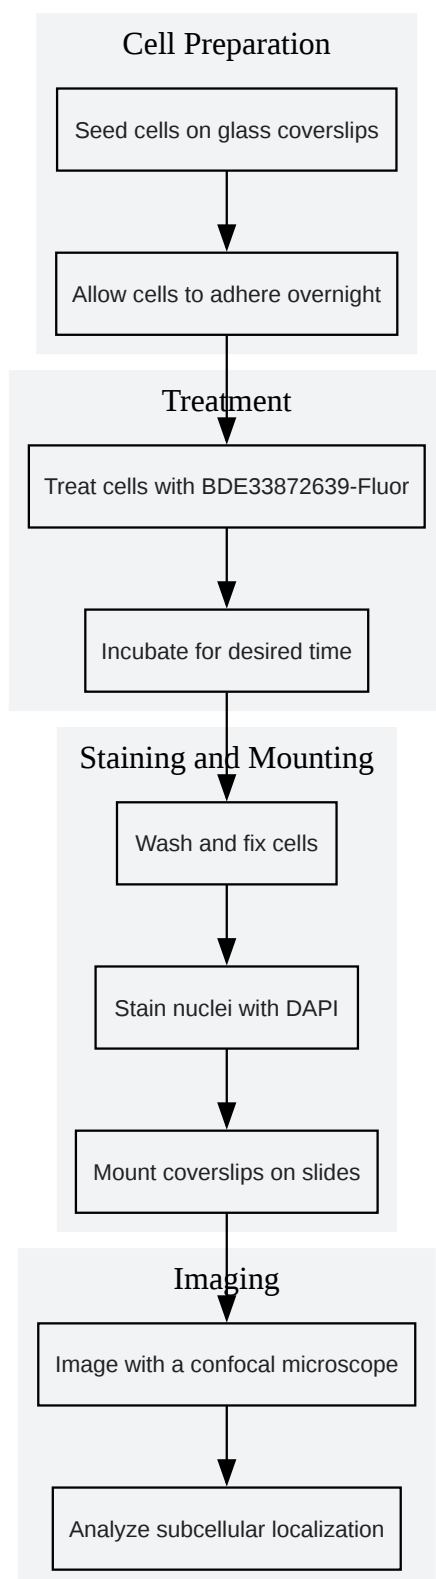 Cell Preparation
Seed cells on glass coverslips
Allow cells to adhere overnight
Treatment
Treat cells with BDE33872639-Fluor
Incubate for desired time
Staining and Mounting
Wash and fix cells
Stain nuclei with DAPI
Mount coverslips on slides
Imaging
Image with a confocal microscope
Analyze subcellular localization